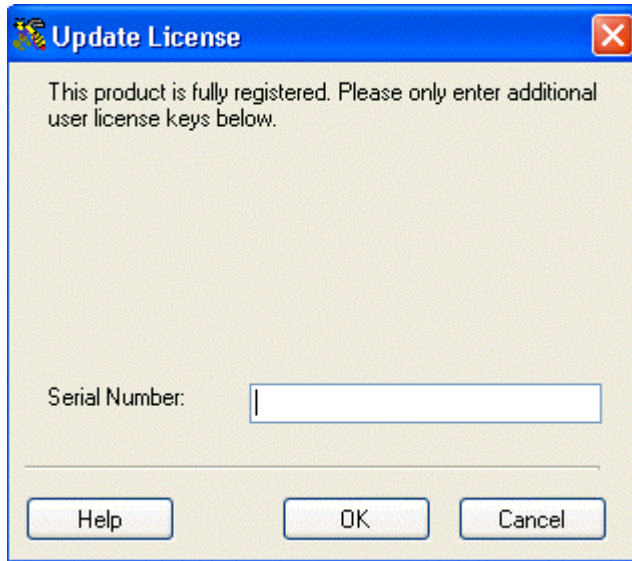 Update License
This product is fully registered. Please only enter additional
user license keys below.
Serial Number:
Help OK Cancel